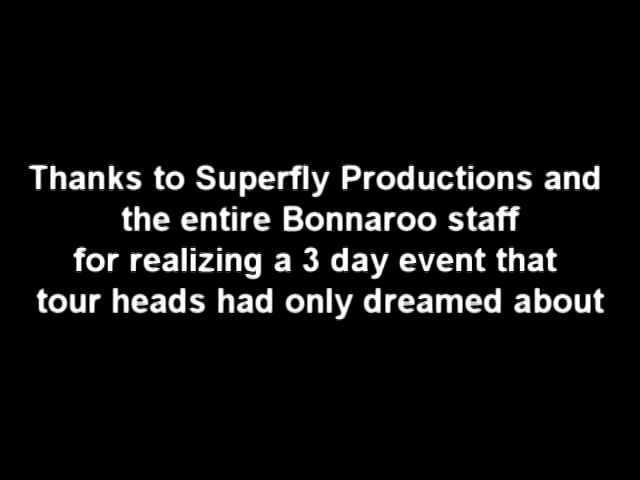 Thanks to Superfly Productions and
the entire Bonnaroo staff
for realizing a 3 day event that
tour heads had only dreamed about